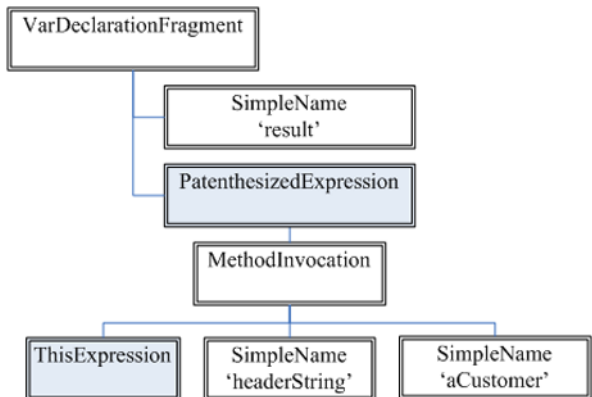 VarDeclarationFragment
SimpleName
‘result’
PatenthesizedExpression
MethodInvocation
ThisExpression
SimpleName
‘headerString’
SimpleName
‘aCustomer’